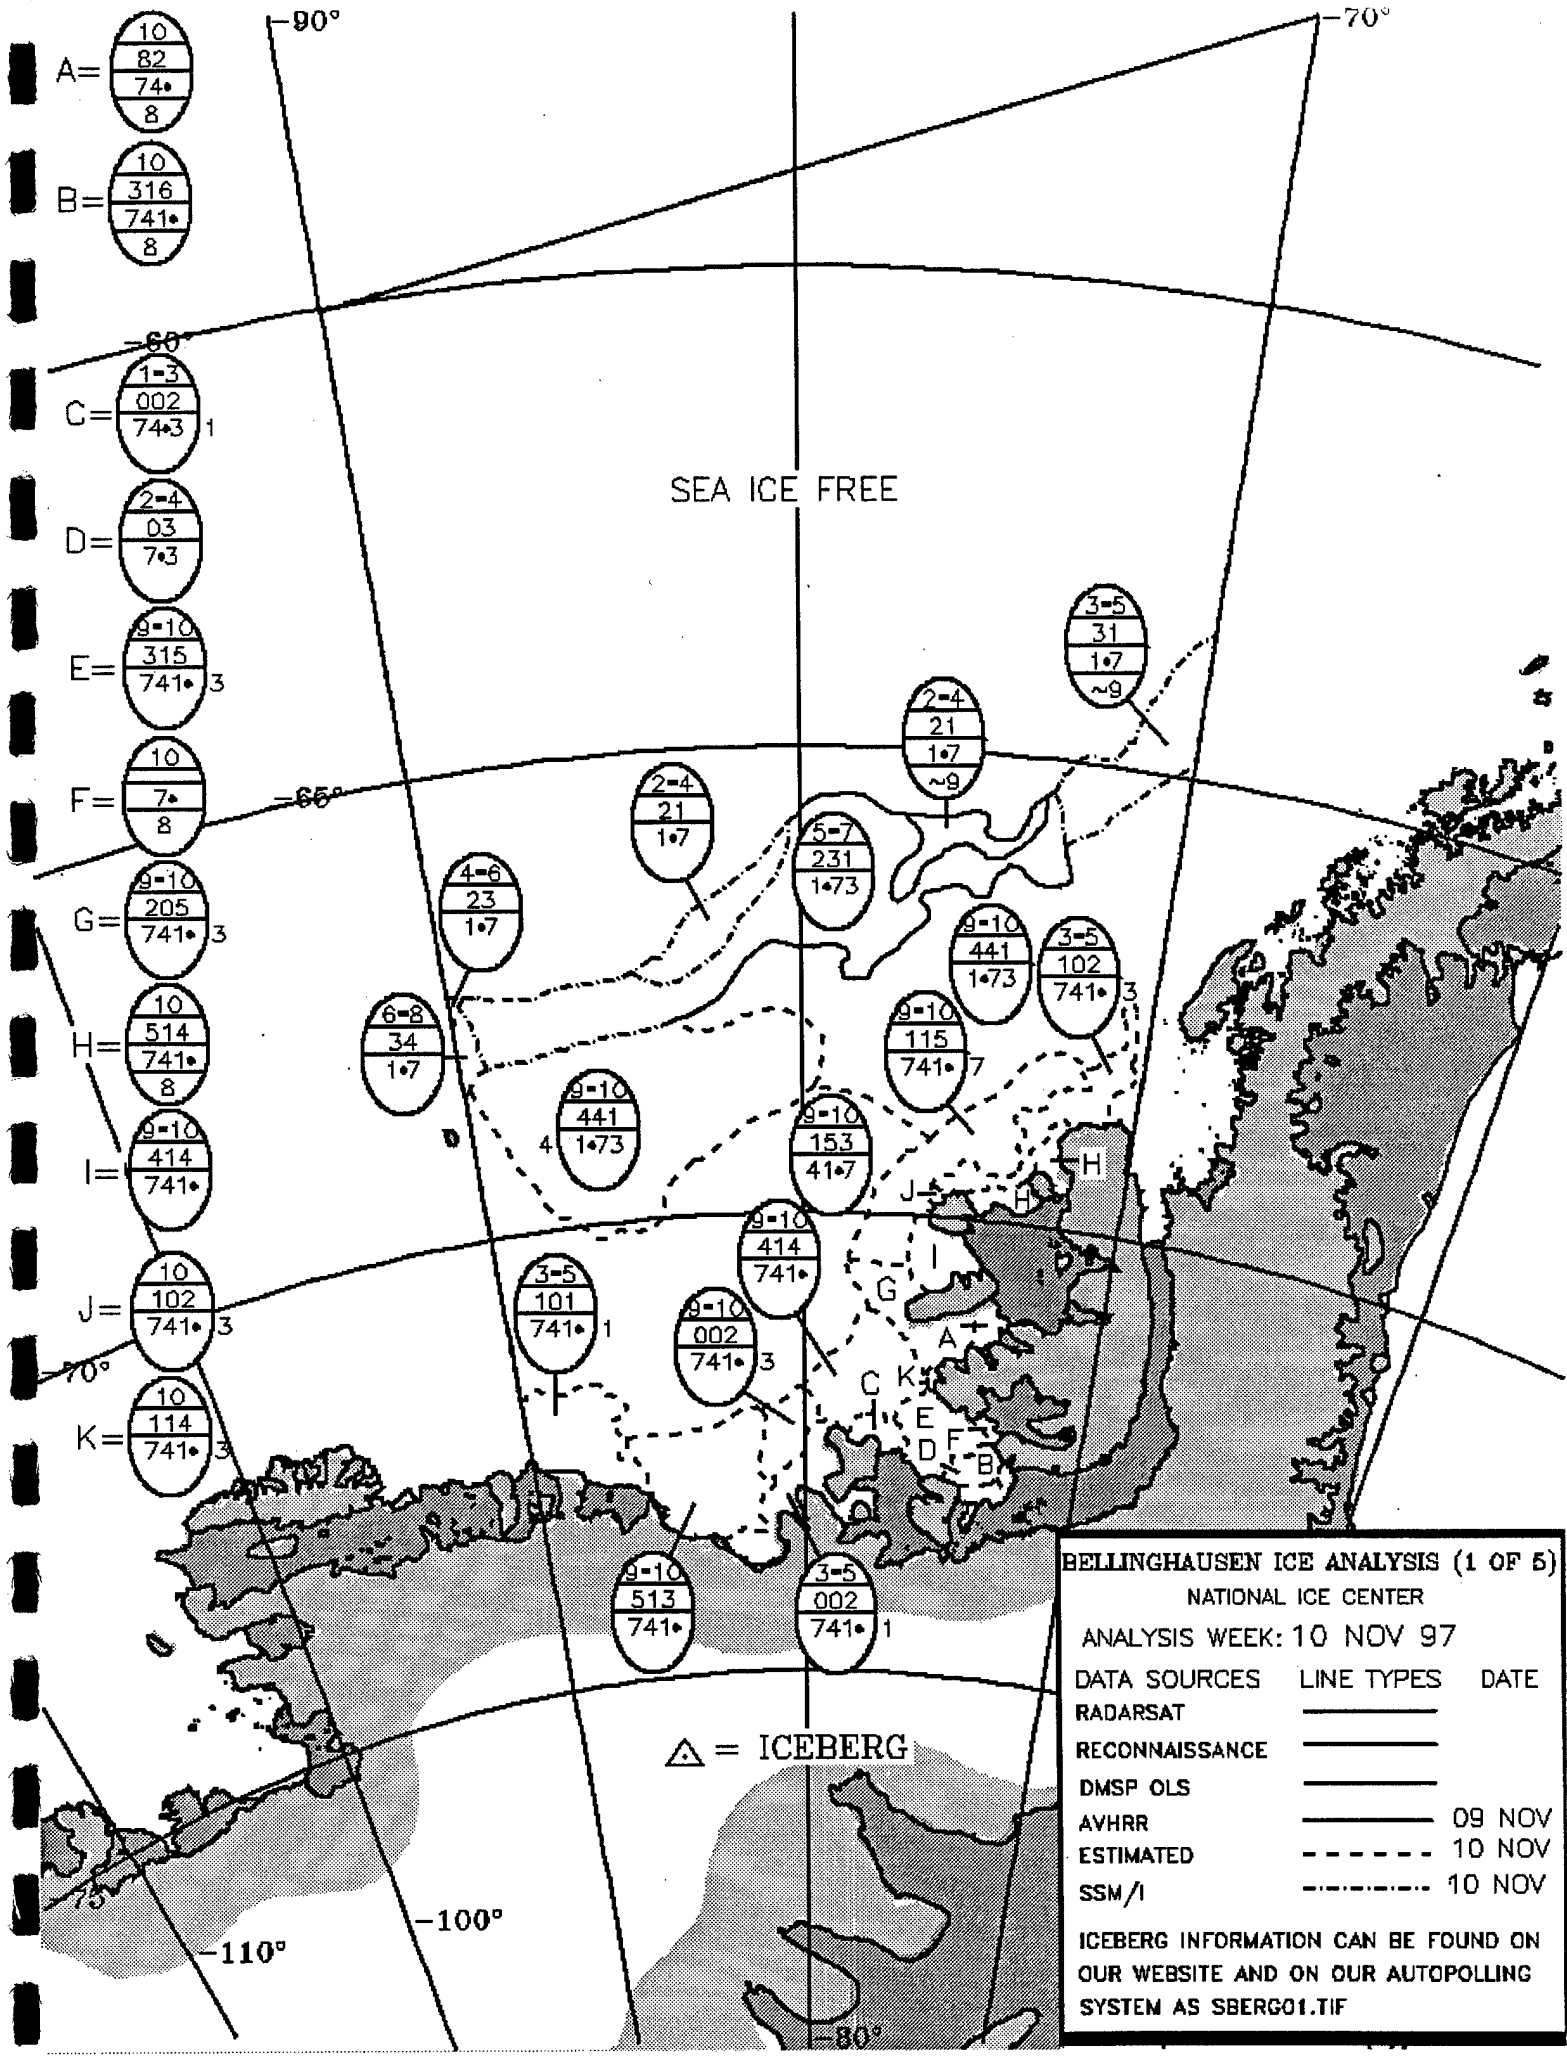 -90°
-70°
A=
10
82
74•
8
B=
10
316
741•
8
-60°
C=
1-3
002
74•3
1
D=
2-4
03
7•3
E=
9-10
315
741•
3
F=
10
7•
8
-65°
G=
9-10
205
741•
3
H=
10
514
741•
8
I=
9-10
414
741•
J=
10
102
741•
3
-70°
K=
10
114
741•
3
SEA ICE FREE
3-5
31
1•7
~9
2-4
21
1•7
~9
2-4
21
1•7
5-7
231
1•73
4-6
23
1•7
9-10
441
1•73
3-5
102
741•
3
6-8
34
1•7
9-10
115
741•
7
9-10
441
1•73
4
9-10
153
41•7
H
J
H
9-10
414
741•
I
G
3-5
101
741•
1
9-10
002
741•
3
A
C
K
E
D
F
B
9-10
513
741•
3-5
002
741•
1
△ = ICEBERG
-75°
-100°
-110°
-80°
BELLINGHAUSEN ICE ANALYSIS (1 OF 5)
NATIONAL ICE CENTER
ANALYSIS WEEK: 10 NOV 97
DATA SOURCES LINE TYPES DATE
RADARSAT
RECONNAISSANCE
DMSP OLS
AVHRR 09 NOV
ESTIMATED 10 NOV
SSM/I 10 NOV
ICEBERG INFORMATION CAN BE FOUND ON
OUR WEBSITE AND ON OUR AUTOPOLLING
SYSTEM AS SBERG01.TIF